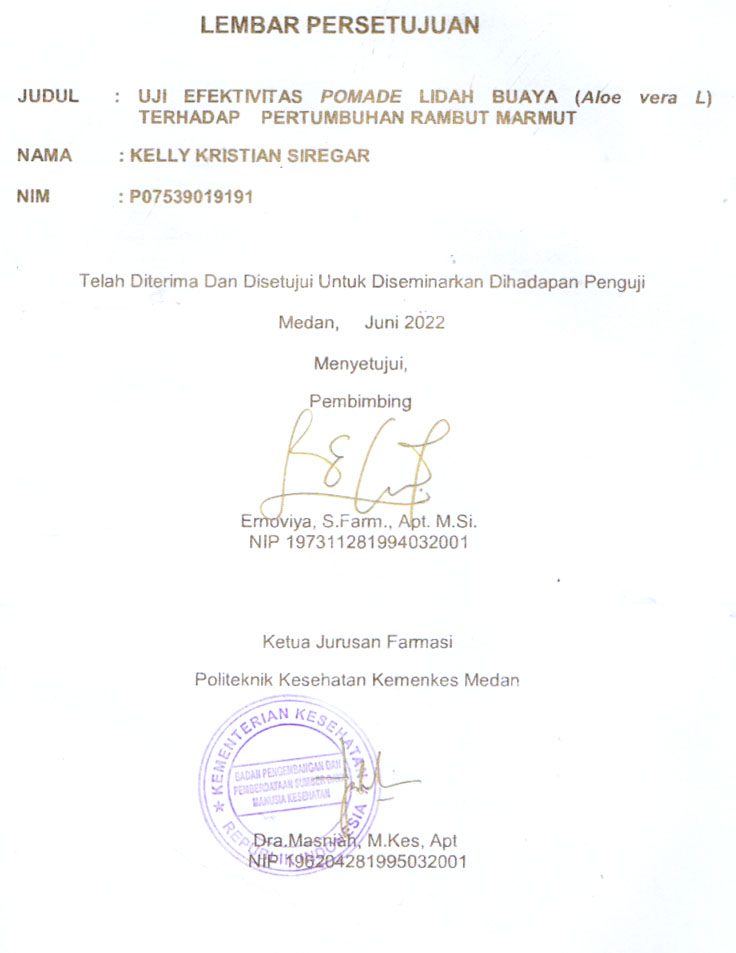 LEMBAR PERSETUJUAN
JUDUL : UJI EFEKTIVITAS POMADE LIDAH BUAYA (Aloe vera L)
TERHADAP PERTUMBUHAN RAMBUT MARMUT
NAMA : KELLY KRISTIAN SIREGAR
NIM : P07539019191
Telah Diterima Dan Disetujui Untuk Diseminarkan Dihadapan Penguji
Medan, Juni 2022
Menyetujui,
Pembimbing
Ernoviya, S.Farm., Apt. M.Si.
NIP 197311281994032001
Ketua Jurusan Farmasi
Politeknik Kesehatan Kemenkes Medan
KEMENTERIAN KESEHATAN
BADAN PENGEMBANGAN DAN
PEMBERDAYAAN SUMBER DAYA
MANUSIA KESEHATAN
REPUBLIK INDONESIA
Dra.Masniah, M.Kes, Apt
NIP 196204281995032001